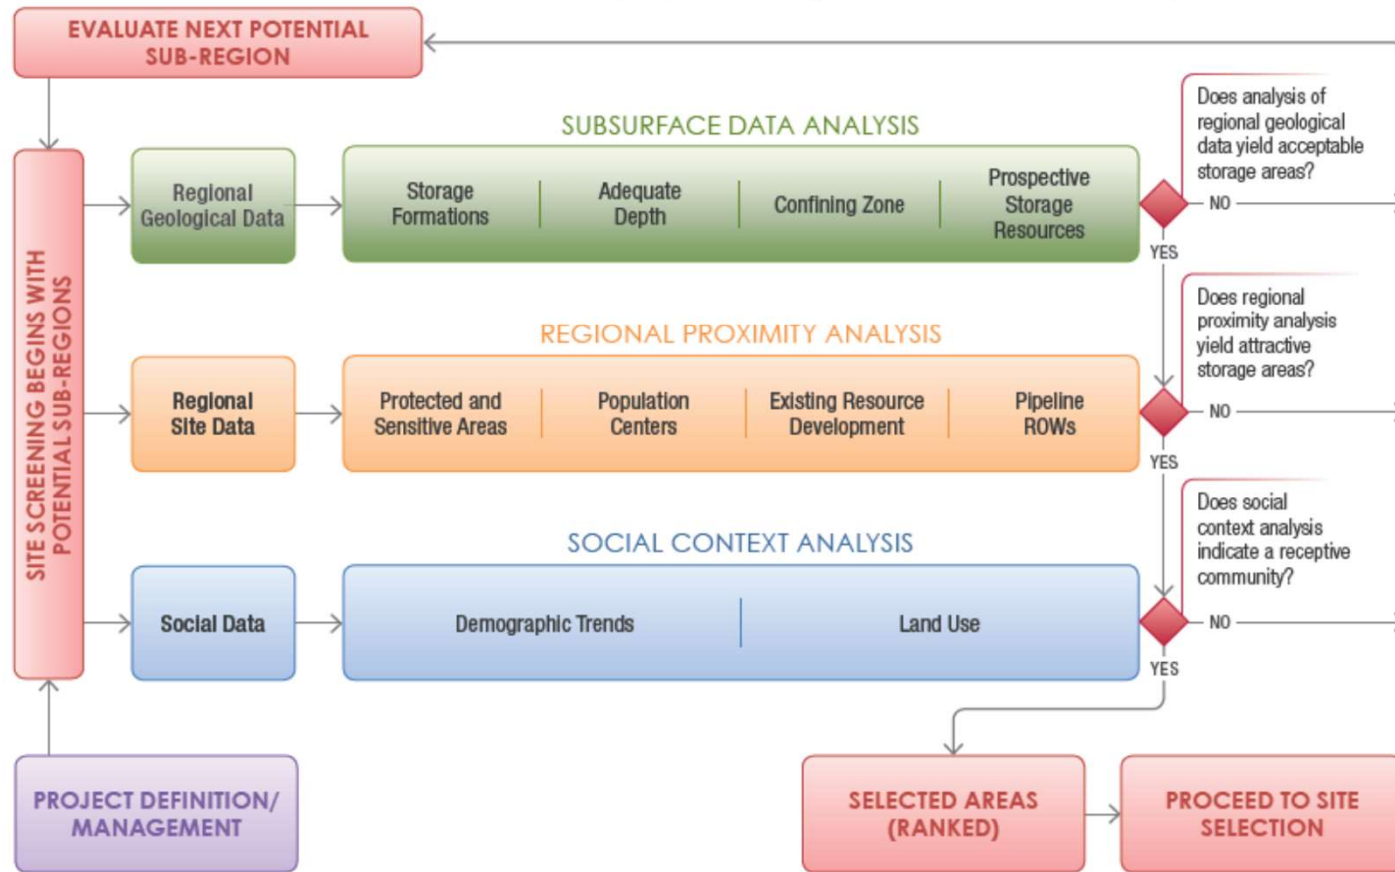 EVALUATE NEXT POTENTIAL
SUB-REGION
SITE SCREENING BEGINS WITH
POTENTIAL SUB-REGIONS
SUBSURFACE DATA ANALYSIS
Regional
Geological Data
Storage
Formations
Adequate
Depth
Confining Zone
Prospective
Storage
Resources
Does analysis of
regional geological
data yield acceptable
storage areas?
NO
YES
REGIONAL PROXIMITY ANALYSIS
Regional
Site Data
Protected and
Sensitive Areas
Population
Centers
Existing Resource
Development
Pipeline
ROWs
Does regional
proximity analysis
yield attractive
storage areas?
NO
YES
SOCIAL CONTEXT ANALYSIS
Social Data
Demographic Trends
Land Use
Does social
context analysis
indicate a receptive
community?
NO
YES
PROJECT DEFINITION/
MANAGEMENT
SELECTED AREAS
(RANKED)
PROCEED TO SITE
SELECTION